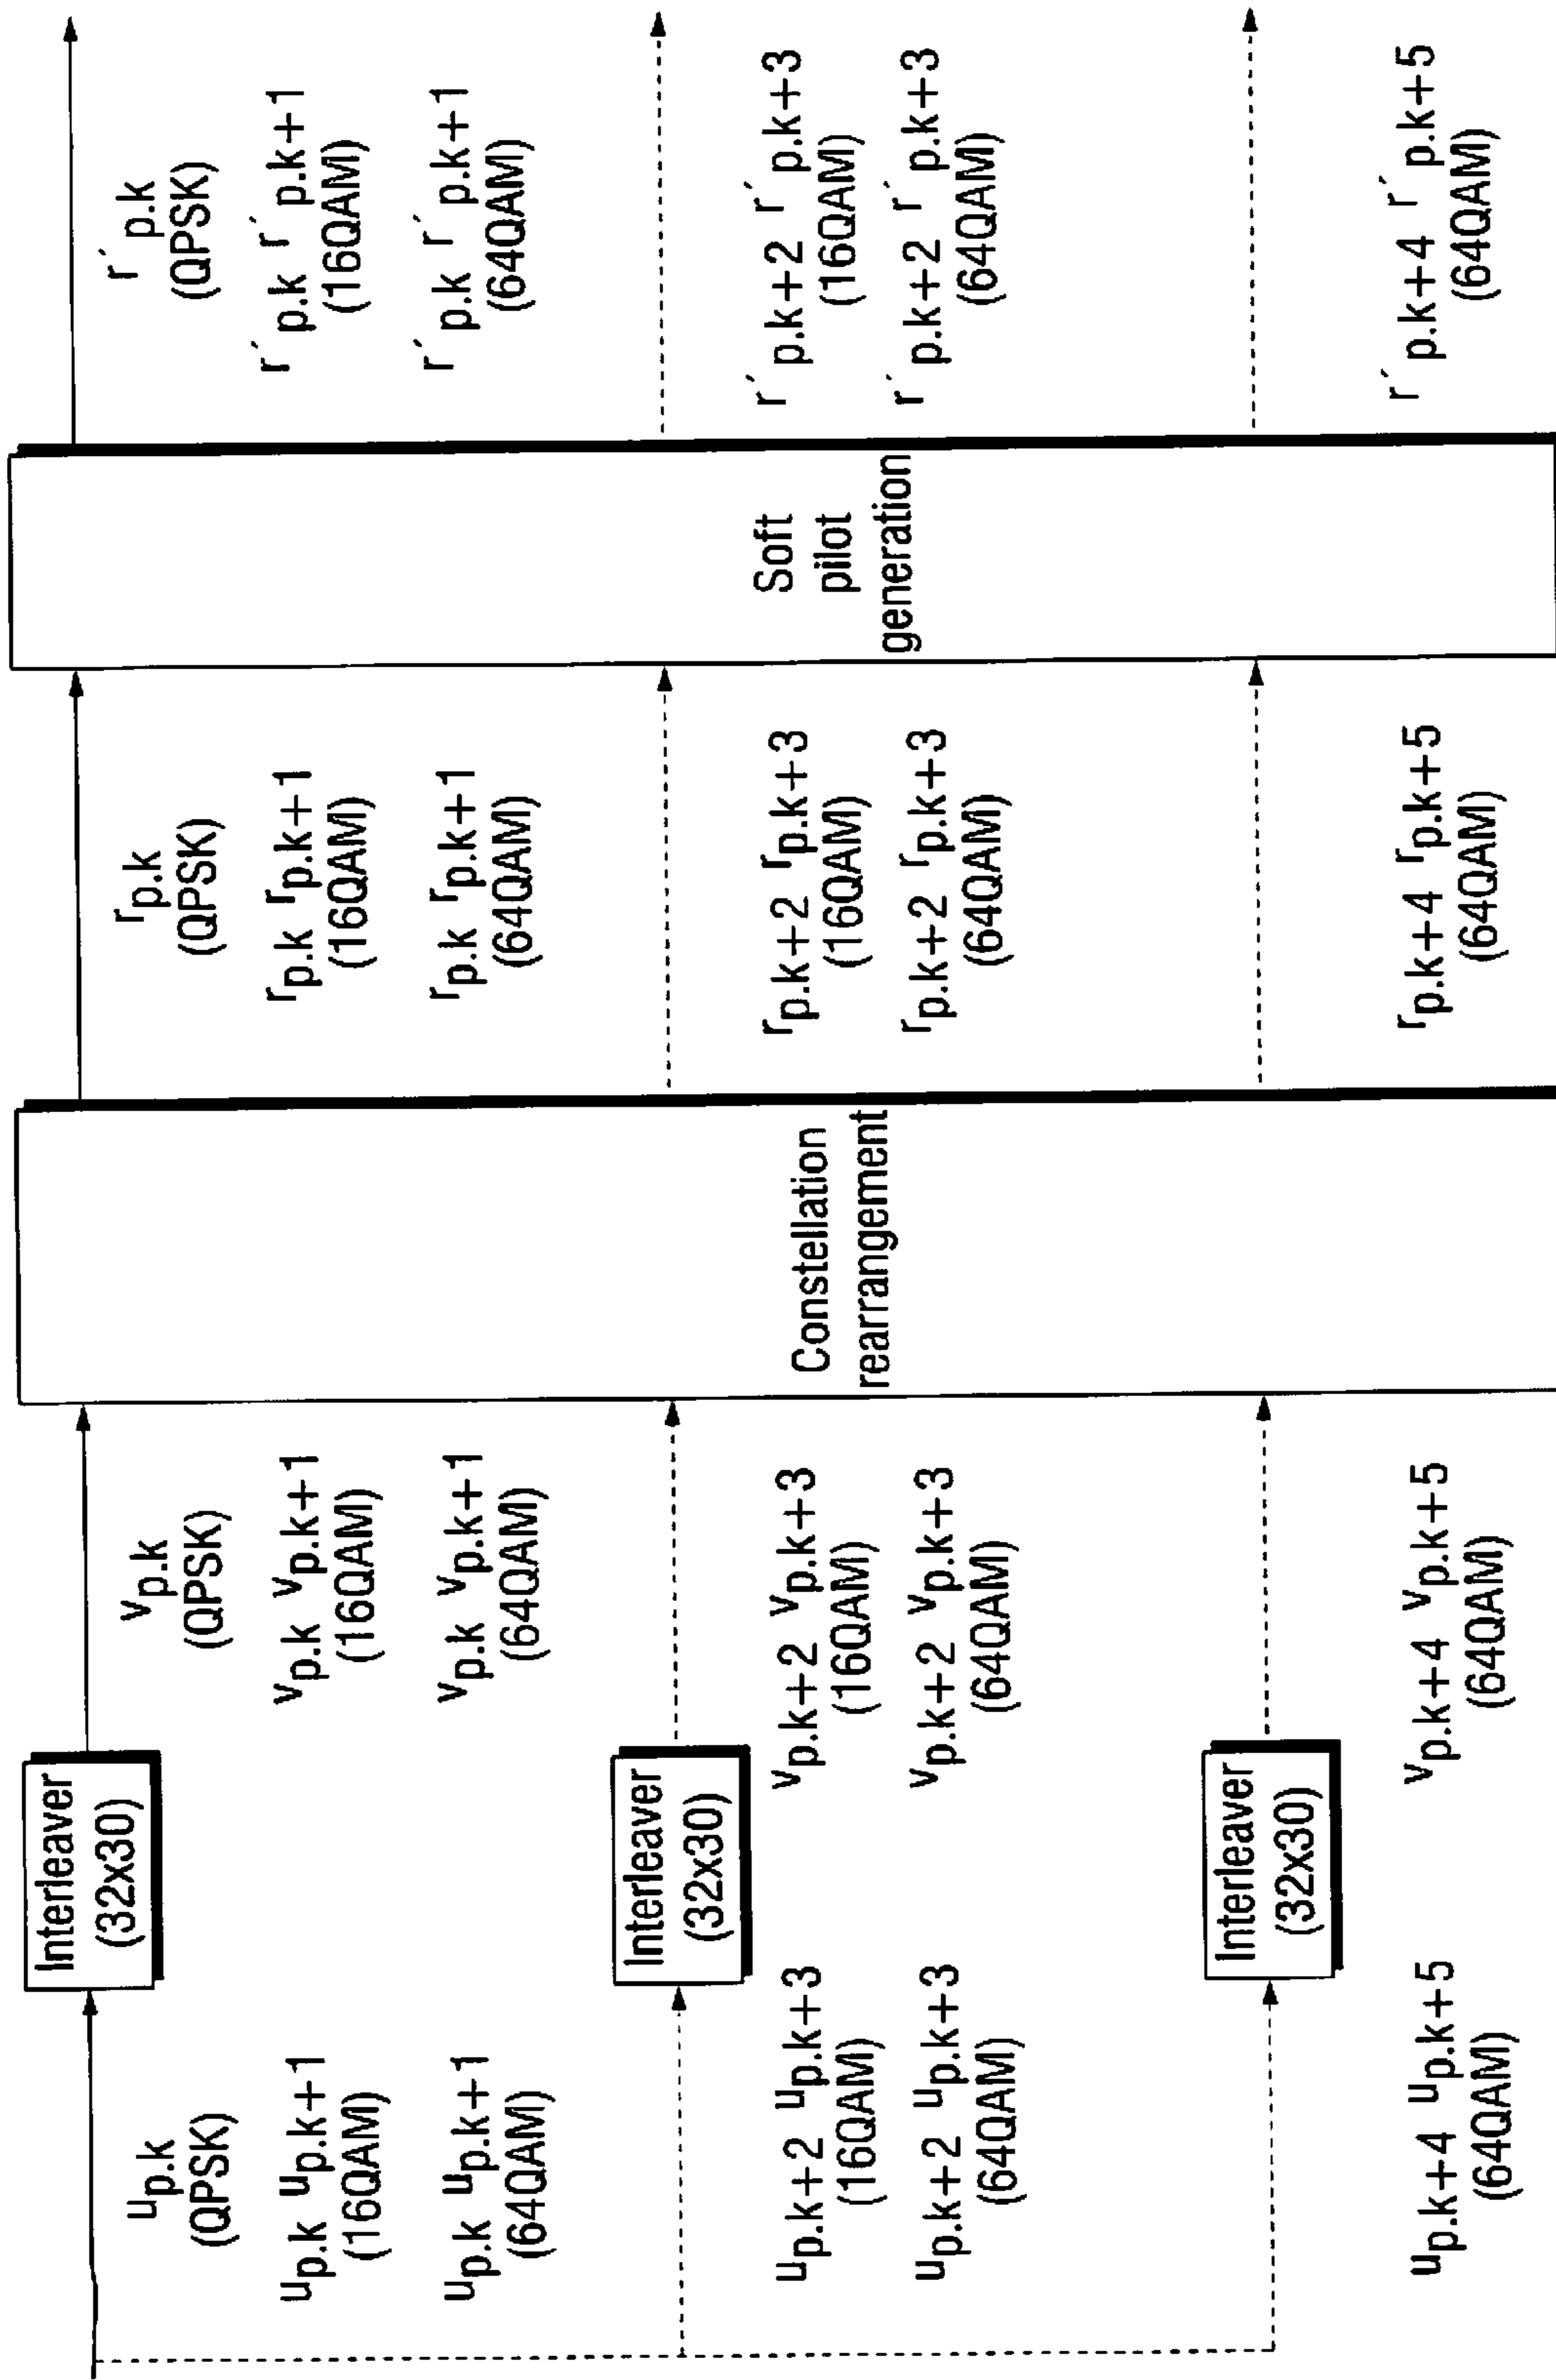 u p.k
(QPSK)
u p.k u p.k+1
(16QAM)
u p.k u p.k+1
(64QAM)
Interleaver
(32x30)
v p.k
(QPSK)
v p.k v p.k+1
(16QAM)
v p.k v p.k+1
(64QAM)
u p.k+2 u p.k+3
(16QAM)
u p.k+2 u p.k+3
(64QAM)
Interleaver
(32x30)
v p.k+2 v p.k+3
(16QAM)
v p.k+2 v p.k+3
(64QAM)
u p.k+4 u p.k+5
(64QAM)
Interleaver
(32x30)
v p.k+4 v p.k+5
(64QAM)
Constellation
rearrangement
r p.k
(QPSK)
r p.k r p.k+1
(16QAM)
r p.k r p.k+1
(64QAM)
r p.k+2 r p.k+3
(16QAM)
r p.k+2 r p.k+3
(64QAM)
r p.k+4 r p.k+5
(64QAM)
Soft
pilot
generation
r´ p.k
(QPSK)
r´ p.k r´ p.k+1
(16QAM)
r´ p.k r´ p.k+1
(64QAM)
r´ p.k+2 r´ p.k+3
(16QAM)
r´ p.k+2 r´ p.k+3
(64QAM)
r´ p.k+4 r´ p.k+5
(64QAM)